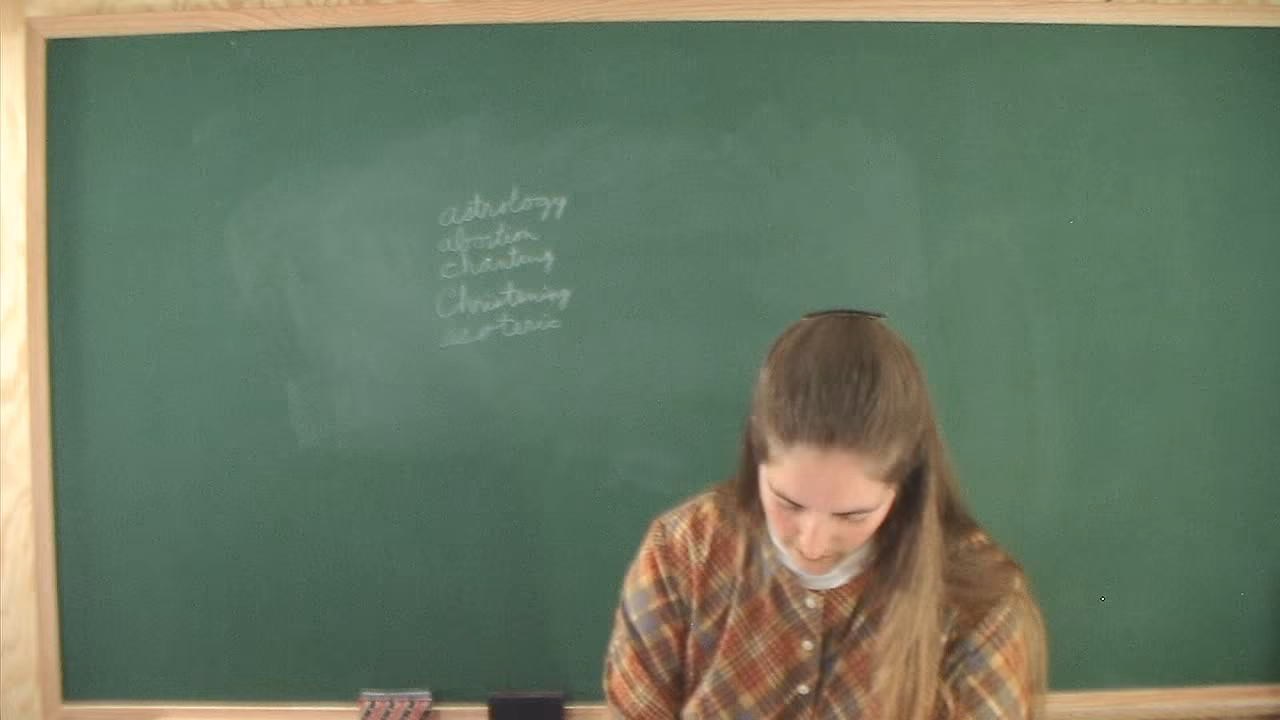 astrology
abortion
chanting
Christening
esoteric